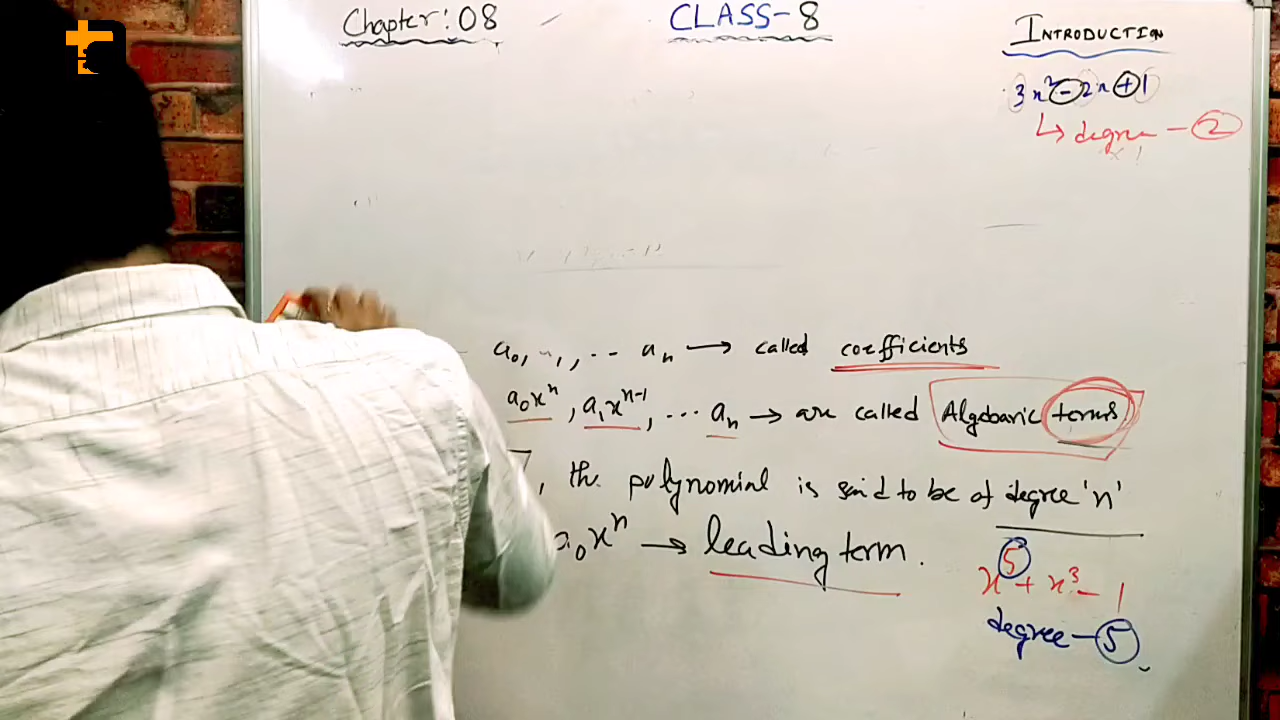 Chapter: 08
CLASS-8
INTRODUCTION
3x² - 2x + 1
↳ degree - 2
a₀, a₁, ... aₙ → called coefficients
a₀xⁿ, a₁xⁿ⁻¹, ... aₙ → are called Algebaric terms
, the polynomial is said to be of degree 'n'
a₀xⁿ → leading term.
x⁵ + x³ - 1
degree - 5